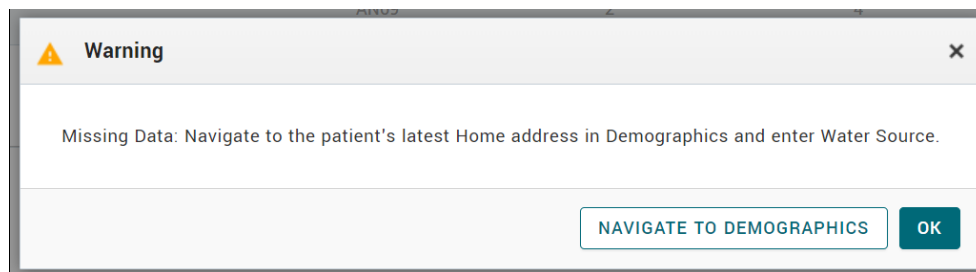 Warning
Missing Data: Navigate to the patient's latest Home address in Demographics and enter Water Source.
NAVIGATE TO DEMOGRAPHICS
OK